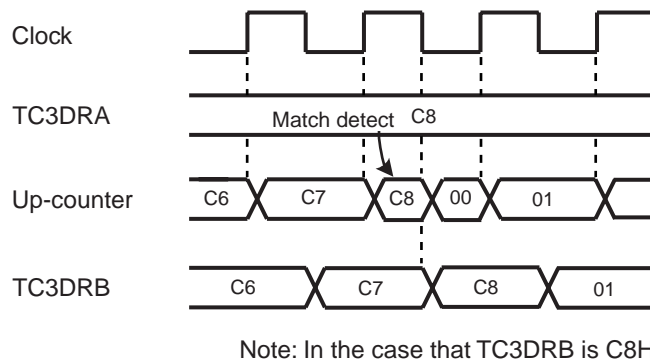 Clock
TC3DRA
C8
Match detect
Up-counter
C6 C7 C8 00 01
TC3DRB
C6 C7 C8 01
Note: In the case that TC3DRB is C8H